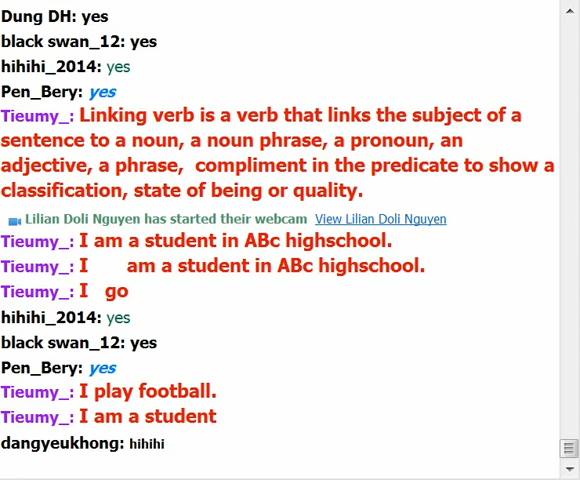 Dung DH: yes
black swan_12: yes
hihihi_2014: yes
Pen_Bery: yes
Tieumy_: Linking verb is a verb that links the subject of a
sentence to a noun, a noun phrase, a pronoun, an
adjective, a phrase, compliment in the predicate to show a
classification, state of being or quality.
Lilian Doli Nguyen has started their webcam View Lilian Doli Nguyen
Tieumy_: I am a student in ABc highschool.
Tieumy_: I am a student in ABc highschool.
Tieumy_: I go
hihihi_2014: yes
black swan_12: yes
Pen_Bery: yes
Tieumy_: I play football.
Tieumy_: I am a student
dangyeukhong: hihihi